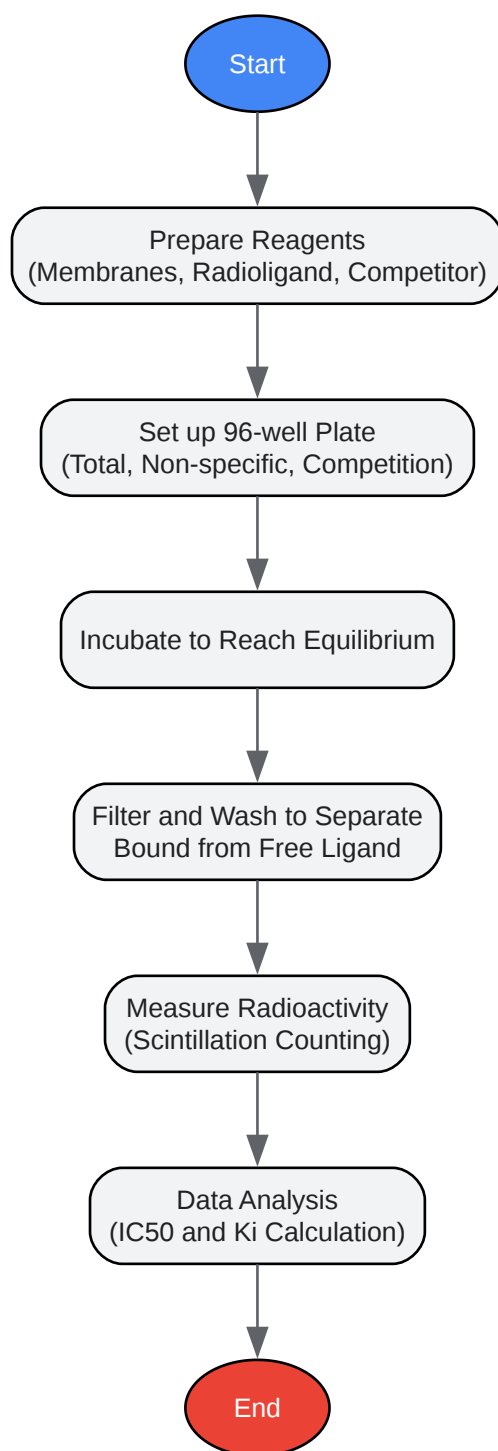 Start
Prepare Reagents
(Membranes, Radioligand, Competitor)
Set up 96-well Plate
(Total, Non-specific, Competition)
Incubate to Reach Equilibrium
Filter and Wash to Separate
Bound from Free Ligand
Measure Radioactivity
(Scintillation Counting)
Data Analysis
(IC50 and Ki Calculation)
End